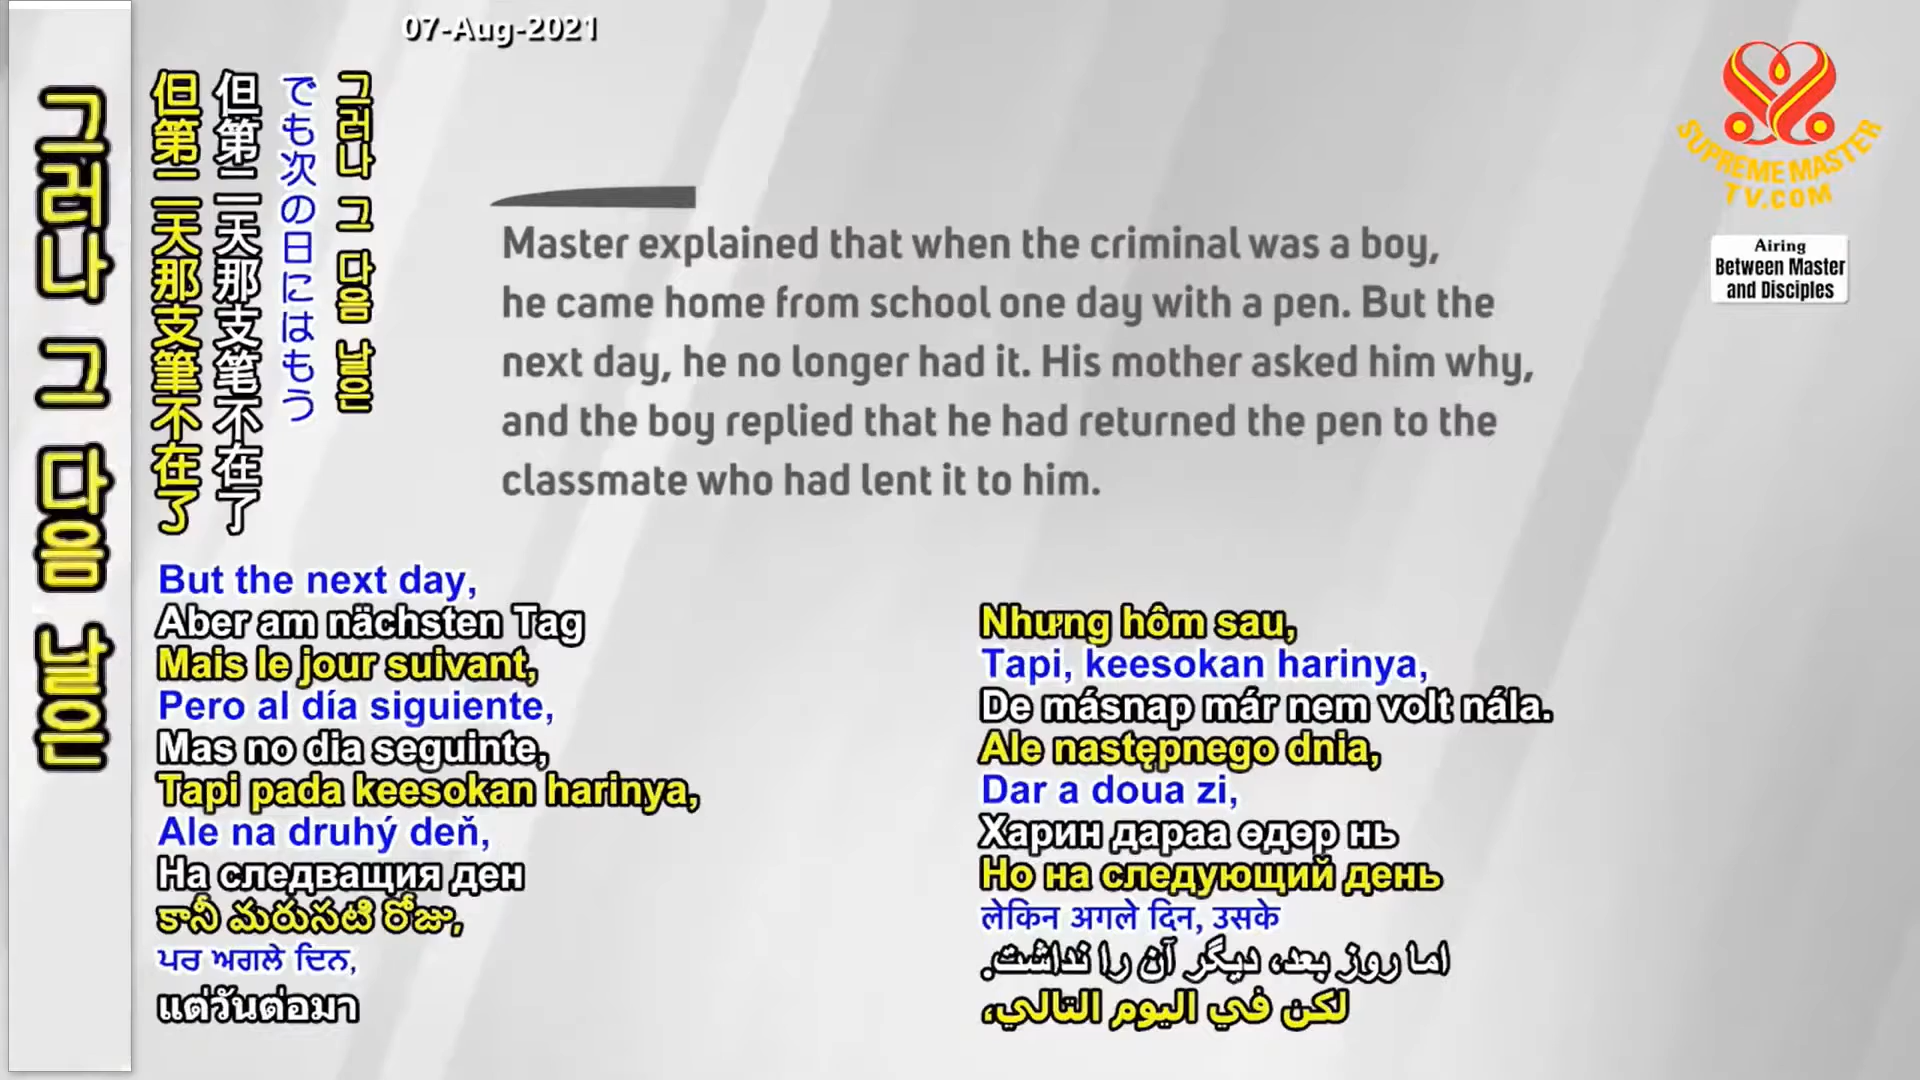 07-Aug-2021
그러나 그 다음 날은
但第二天那支筆不在了
但第二天那支笔不在了
でも次の日にはもう
그러나 그 다음 날은
Master explained that when the criminal was a boy,
he came home from school one day with a pen. But the
next day, he no longer had it. His mother asked him why,
and the boy replied that he had returned the pen to the
classmate who had lent it to him.
SUPREME MASTER
TV.COM
Airing
Between Master
and Disciples
But the next day,
Aber am nächsten Tag
Mais le jour suivant,
Pero al día siguiente,
Mas no dia seguinte,
Tapi pada keesokan harinya,
Ale na druhý deň,
На следващия ден
కానీ మరుసటి రోజు,
ਪਰ ਅਗਲੇ ਦਿਨ,
แต่วันต่อมา
Nhưng hôm sau,
Tapi, keesokan harinya,
De másnap már nem volt nála.
Ale następnego dnia,
Dar a doua zi,
Харин дараа өдөр нь
Но на следующий день
लेकिन अगले दिन, उसके
اما روز بعد، دیگر آن را نداشت.
لكن في اليوم التالي،